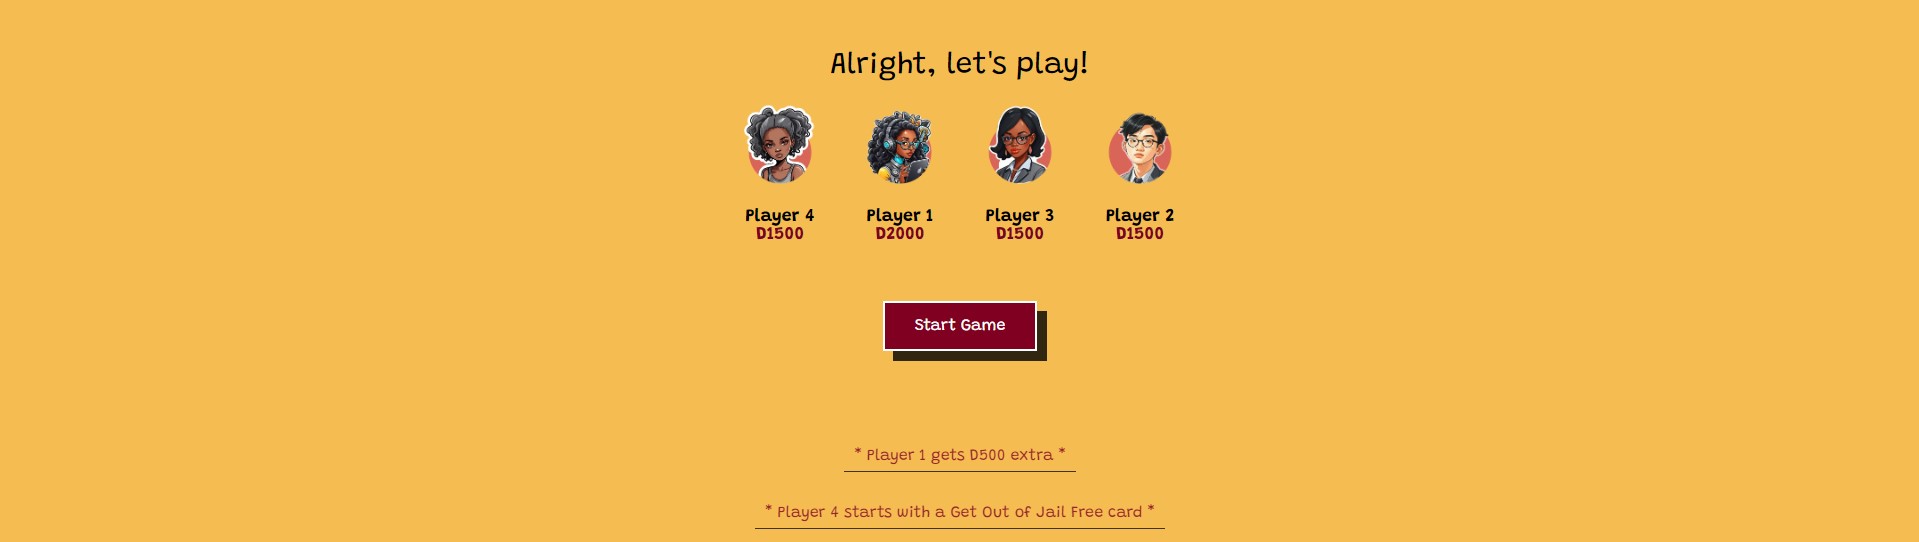 Alright, let's play!
Player 4
D1500
Player 1
D2000
Player 3
D1500
Player 2
D1500
Start Game
* Player 1 gets D500 extra *
* Player 4 starts with a Get Out of Jail Free card *